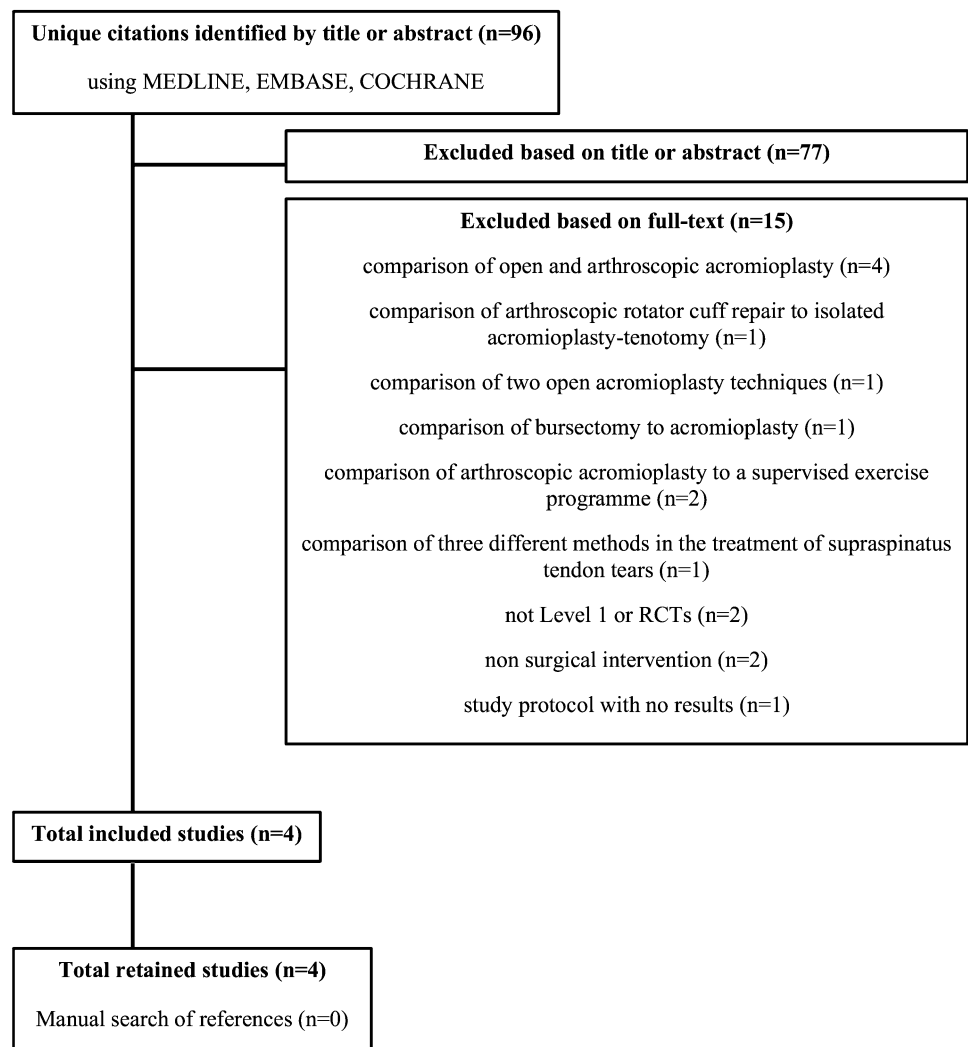 Unique citations identified by title or abstract (n=96)
using MEDLINE, EMBASE, COCHRANE
Excluded based on title or abstract (n=77)
Excluded based on full-text (n=15)
comparison of open and arthroscopic acromioplasty (n=4)
comparison of arthroscopic rotator cuff repair to isolated
acromioplasty-tenotomy (n=1)
comparison of two open acromioplasty techniques (n=1)
comparison of bursectomy to acromioplasty (n=1)
comparison of arthroscopic acromioplasty to a supervised exercise
programme (n=2)
comparison of three different methods in the treatment of supraspinatus
tendon tears (n=1)
not Level 1 or RCTs (n=2)
non surgical intervention (n=2)
study protocol with no results (n=1)
Total included studies (n=4)
Total retained studies (n=4)
Manual search of references (n=0)